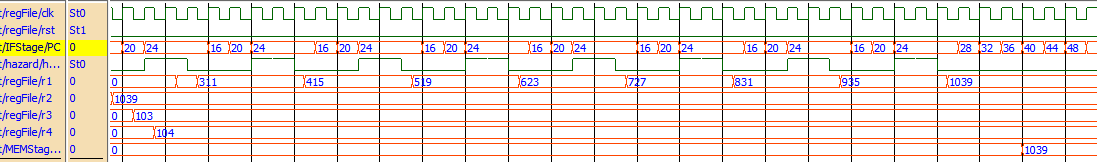 t/regFile/clk St0
t/regFile/rst St1
t/IFStage/PC 0 20 24 16 20 24 16 20 24 16 20 24 16 20 24 16 20 24 16 20 24 16 20 24 28 32 36 40 44 48
t/hazard/h... St0
t/regFile/r1 0 0 311 415 519 623 727 831 935 1039
t/regFile/r2 0 1039
t/regFile/r3 0 0 103
t/regFile/r4 0 0 104
t/MEMStag... 0 0 1039